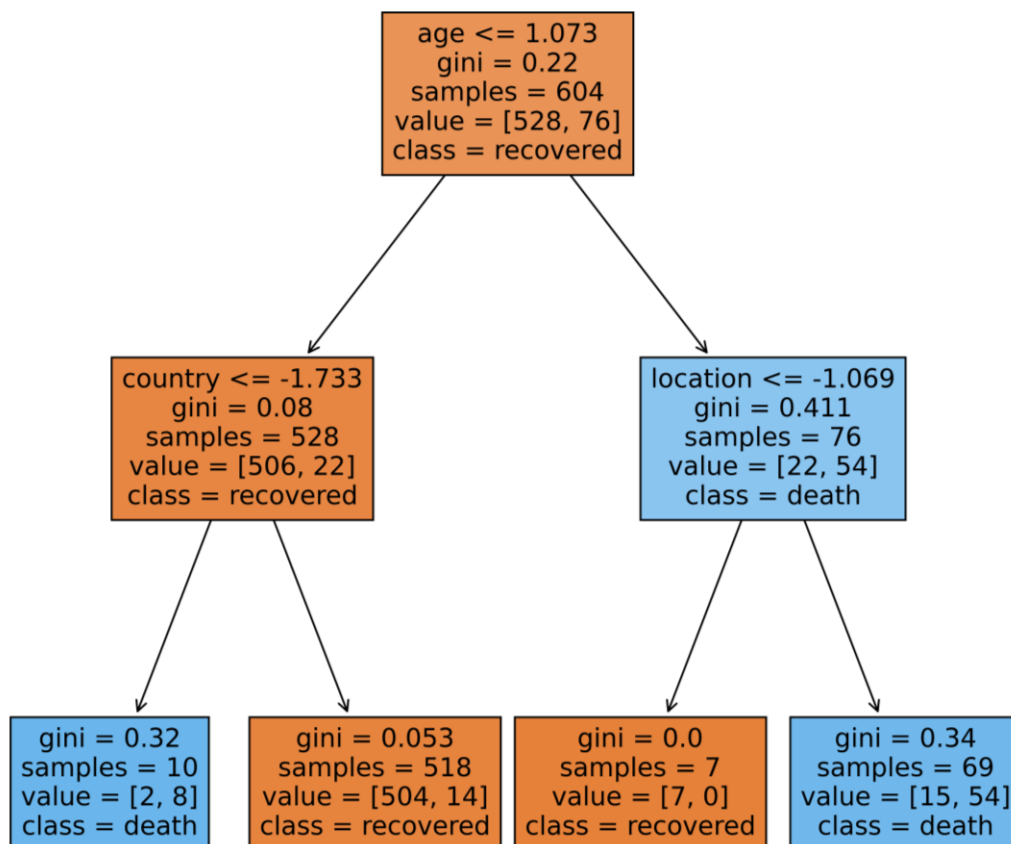 age <= 1.073
gini = 0.22
samples = 604
value = [528, 76]
class = recovered
country <= -1.733
gini = 0.08
samples = 528
value = [506, 22]
class = recovered
location <= -1.069
gini = 0.411
samples = 76
value = [22, 54]
class = death
gini = 0.32
samples = 10
value = [2, 8]
class = death
gini = 0.053
samples = 518
value = [504, 14]
class = recovered
gini = 0.0
samples = 7
value = [7, 0]
class = recovered
gini = 0.34
samples = 69
value = [15, 54]
class = death